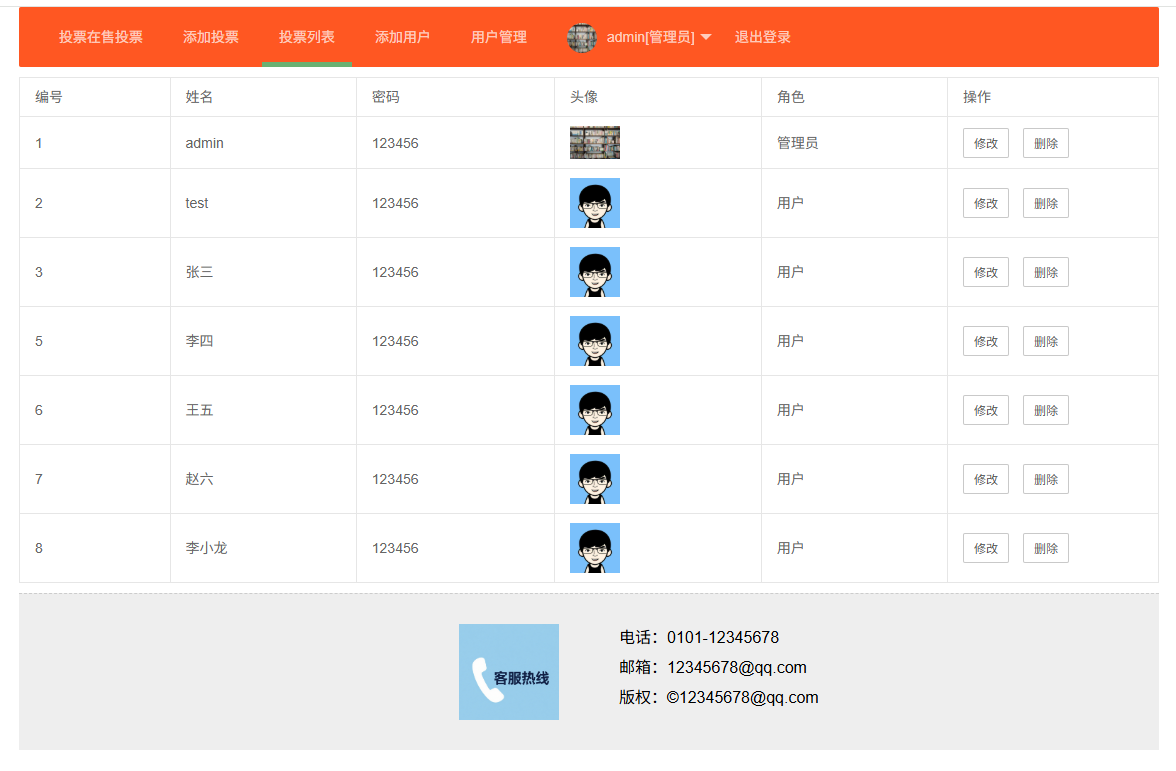 投票在售投票 添加投票 投票列表 添加用户 用户管理 admin[管理员] 退出登录
编号 姓名 密码 头像 角色 操作
1 admin 123456 管理员 修改 删除
2 test 123456 用户 修改 删除
3 张三 123456 用户 修改 删除
5 李四 123456 用户 修改 删除
6 王五 123456 用户 修改 删除
7 赵六 123456 用户 修改 删除
8 李小龙 123456 用户 修改 删除
客服热线
电话：0101-12345678
邮箱：12345678@qq.com
版权：©12345678@qq.com